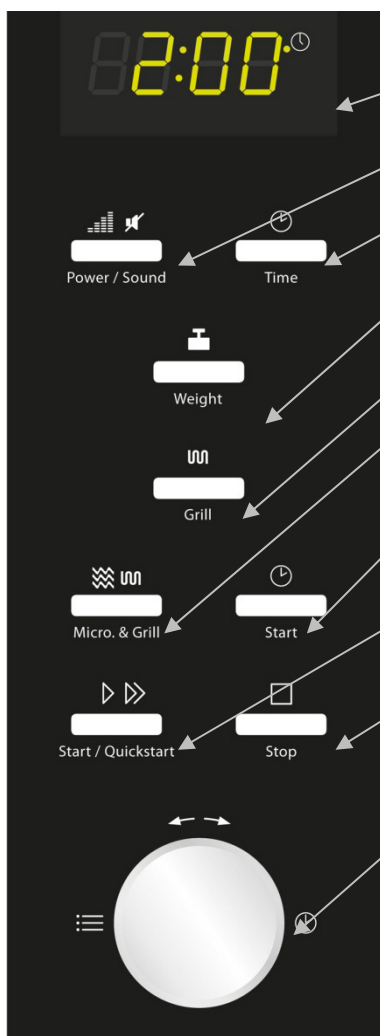 2:00
Power / Sound
Time
Weight
Grill
Micro. & Grill
Start
Start / Quickstart
Stop